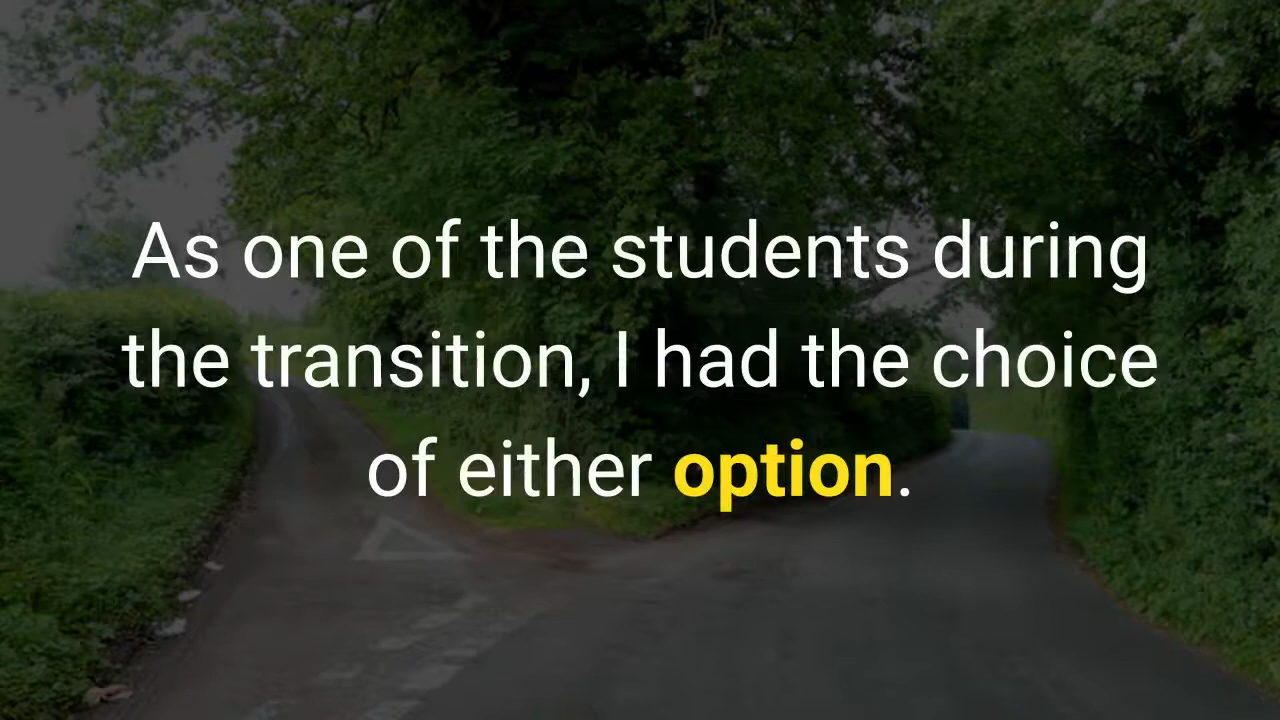 As one of the students during
the transition, I had the choice
of either option.